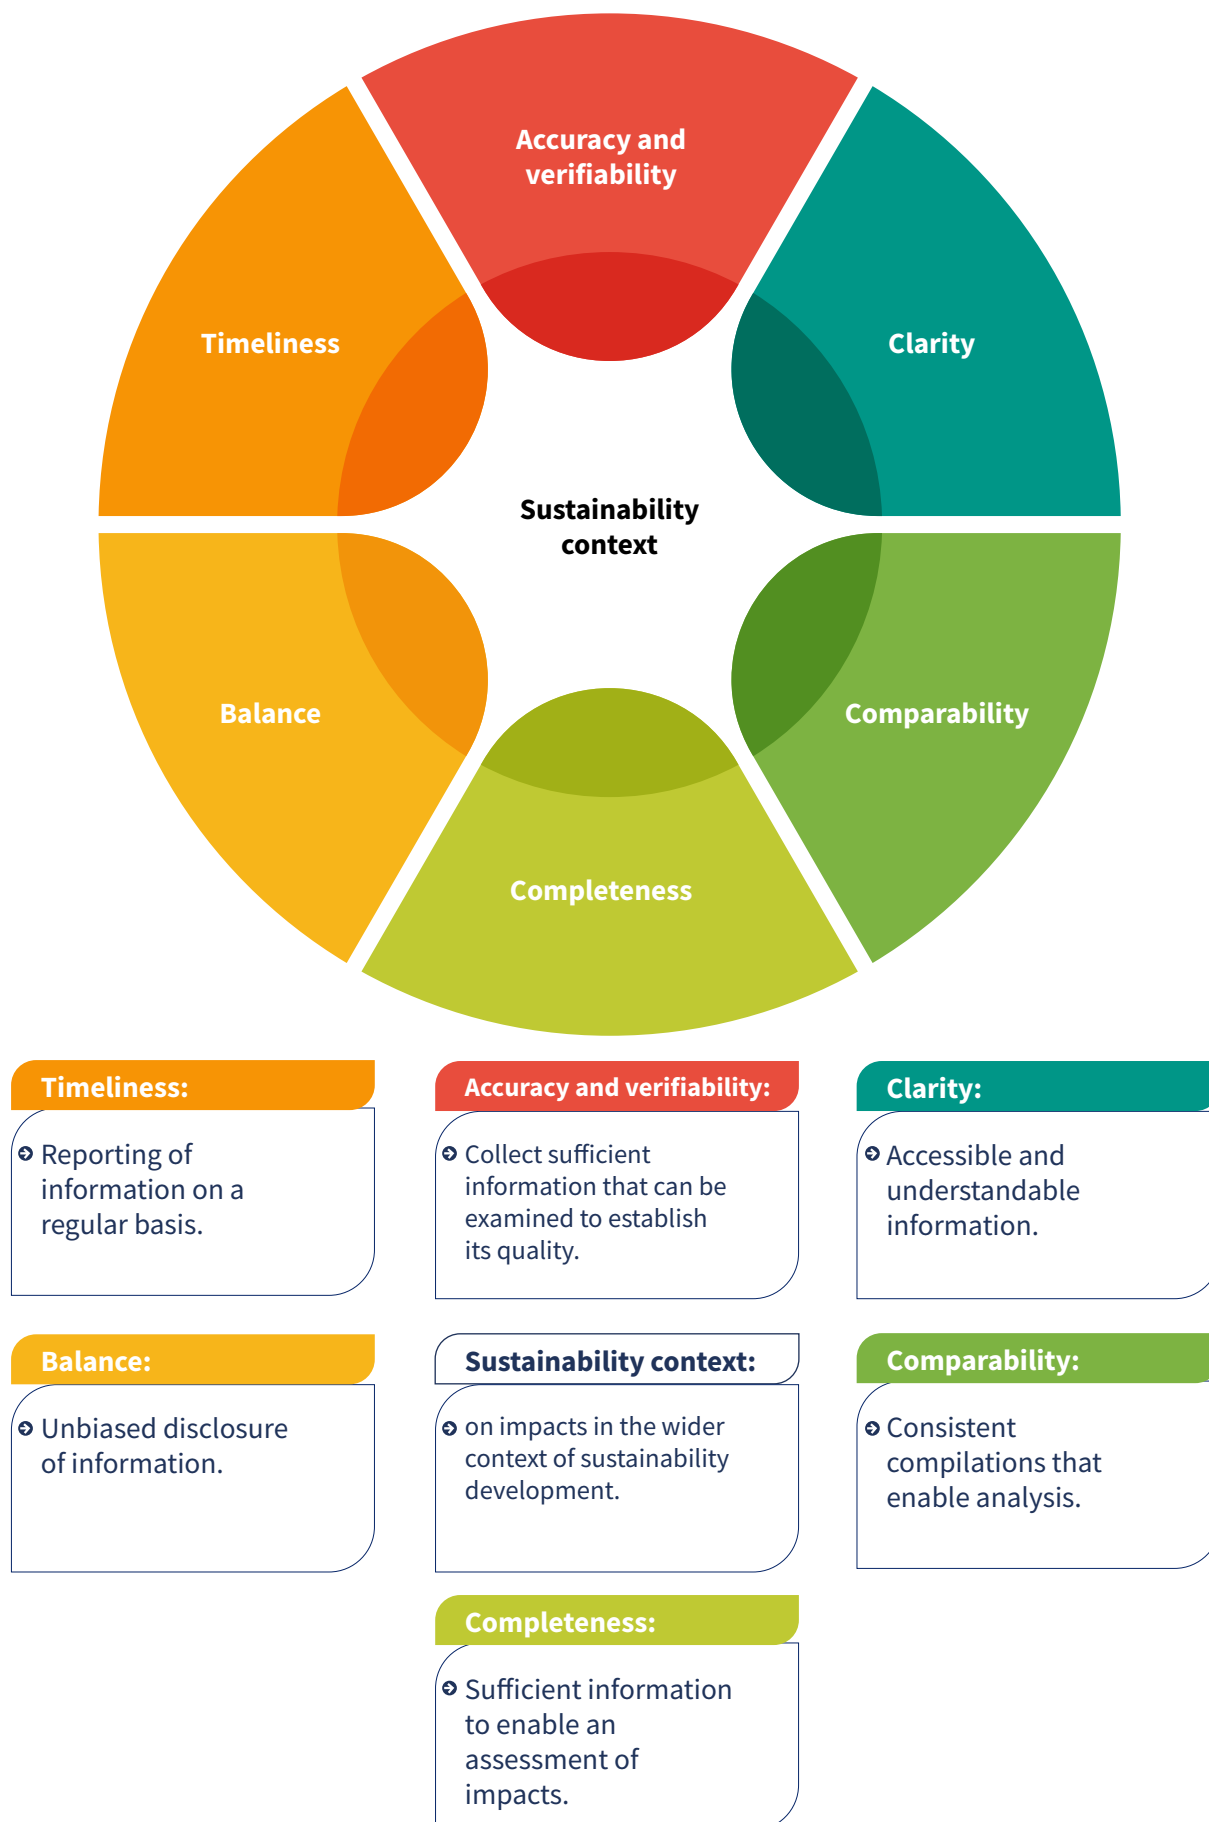 Accuracy and
verifiability
Timeliness
Clarity
Sustainability
context
Balance
Comparability
Completeness
Timeliness:
Reporting of
information on a
regular basis.
Accuracy and verifiability:
Collect sufficient
information that can be
examined to establish
its quality.
Clarity:
Accessible and
understandable
information.
Balance:
Unbiased disclosure
of information.
Sustainability context:
on impacts in the wider
context of sustainability
development.
Comparability:
Consistent
compilations that
enable analysis.
Completeness:
Sufficient information
to enable an
assessment of
impacts.